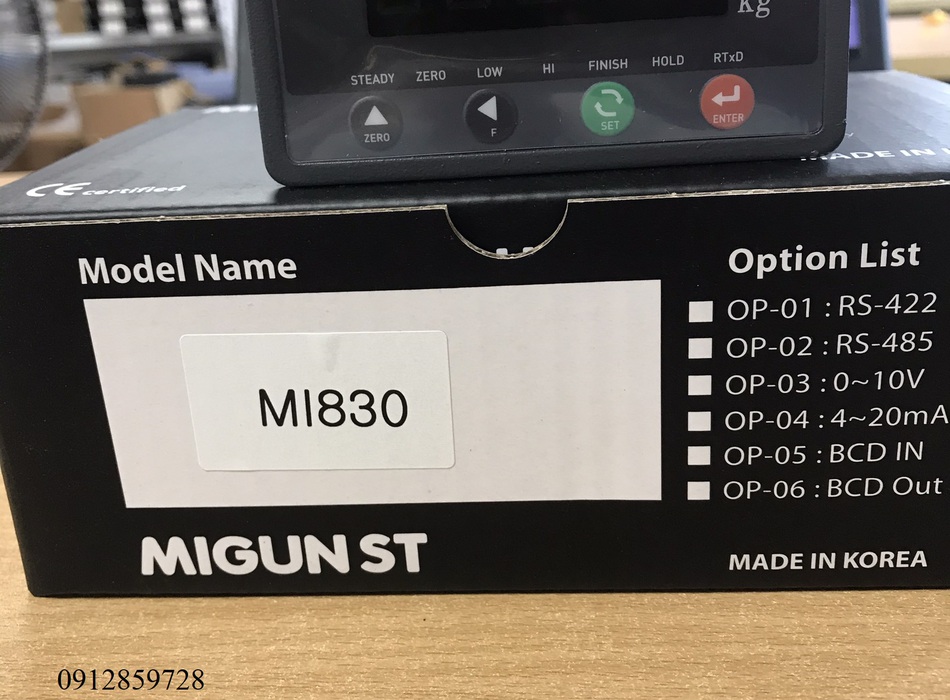 kg
STEADY ZERO LOW HI FINISH HOLD RTxD
ZERO F SET ENTER
CE certified
MADE IN
Model Name
MI830
MIGUN ST
Option List
OP-01 : RS-422
OP-02 : RS-485
OP-03 : 0~10V
OP-04 : 4~20mA
OP-05 : BCD IN
OP-06 : BCD Out
MADE IN KOREA
0912859728